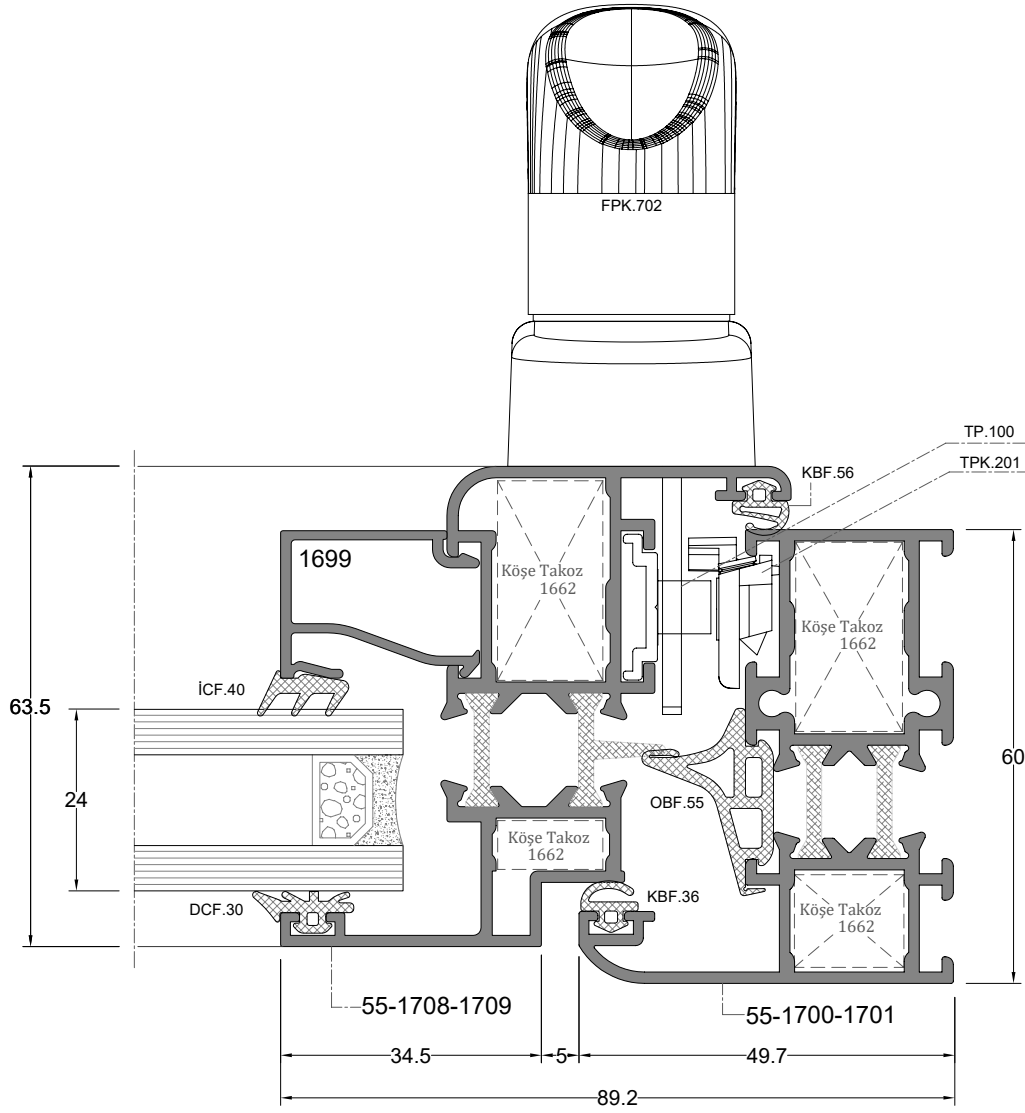 FPK.702
TP.100
TPK.201
KBF.56
1699
Köşe Takoz
1662
Köşe Takoz
1662
İCF.40
63.5
24
60
OBF.55
Köşe Takoz
1662
KBF.36
DCF.30
Köşe Takoz
1662
55-1708-1709
55-1700-1701
34.5
5
49.7
89.2